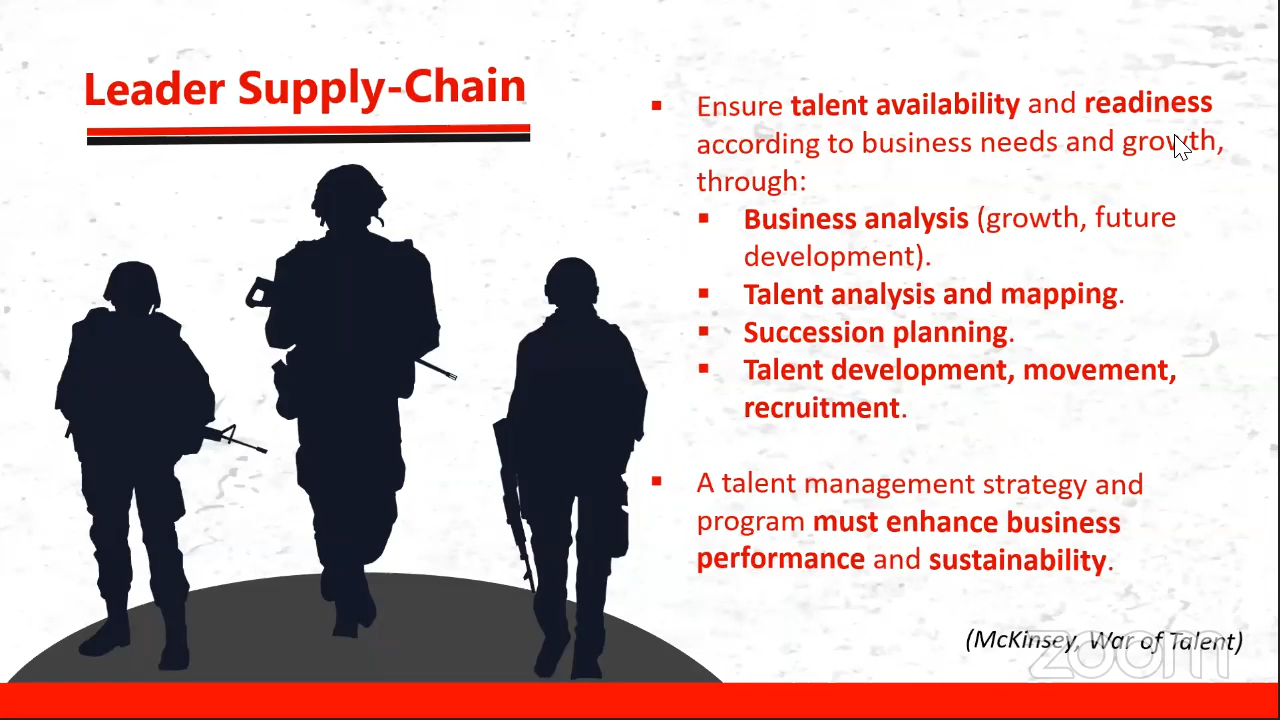 Leader Supply-Chain
▪ Ensure talent availability and readiness
according to business needs and growth,
through:
▪ Business analysis (growth, future
development).
▪ Talent analysis and mapping.
▪ Succession planning.
▪ Talent development, movement,
recruitment.
▪ A talent management strategy and
program must enhance business
performance and sustainability.
(McKinsey, War of Talent)
zoom